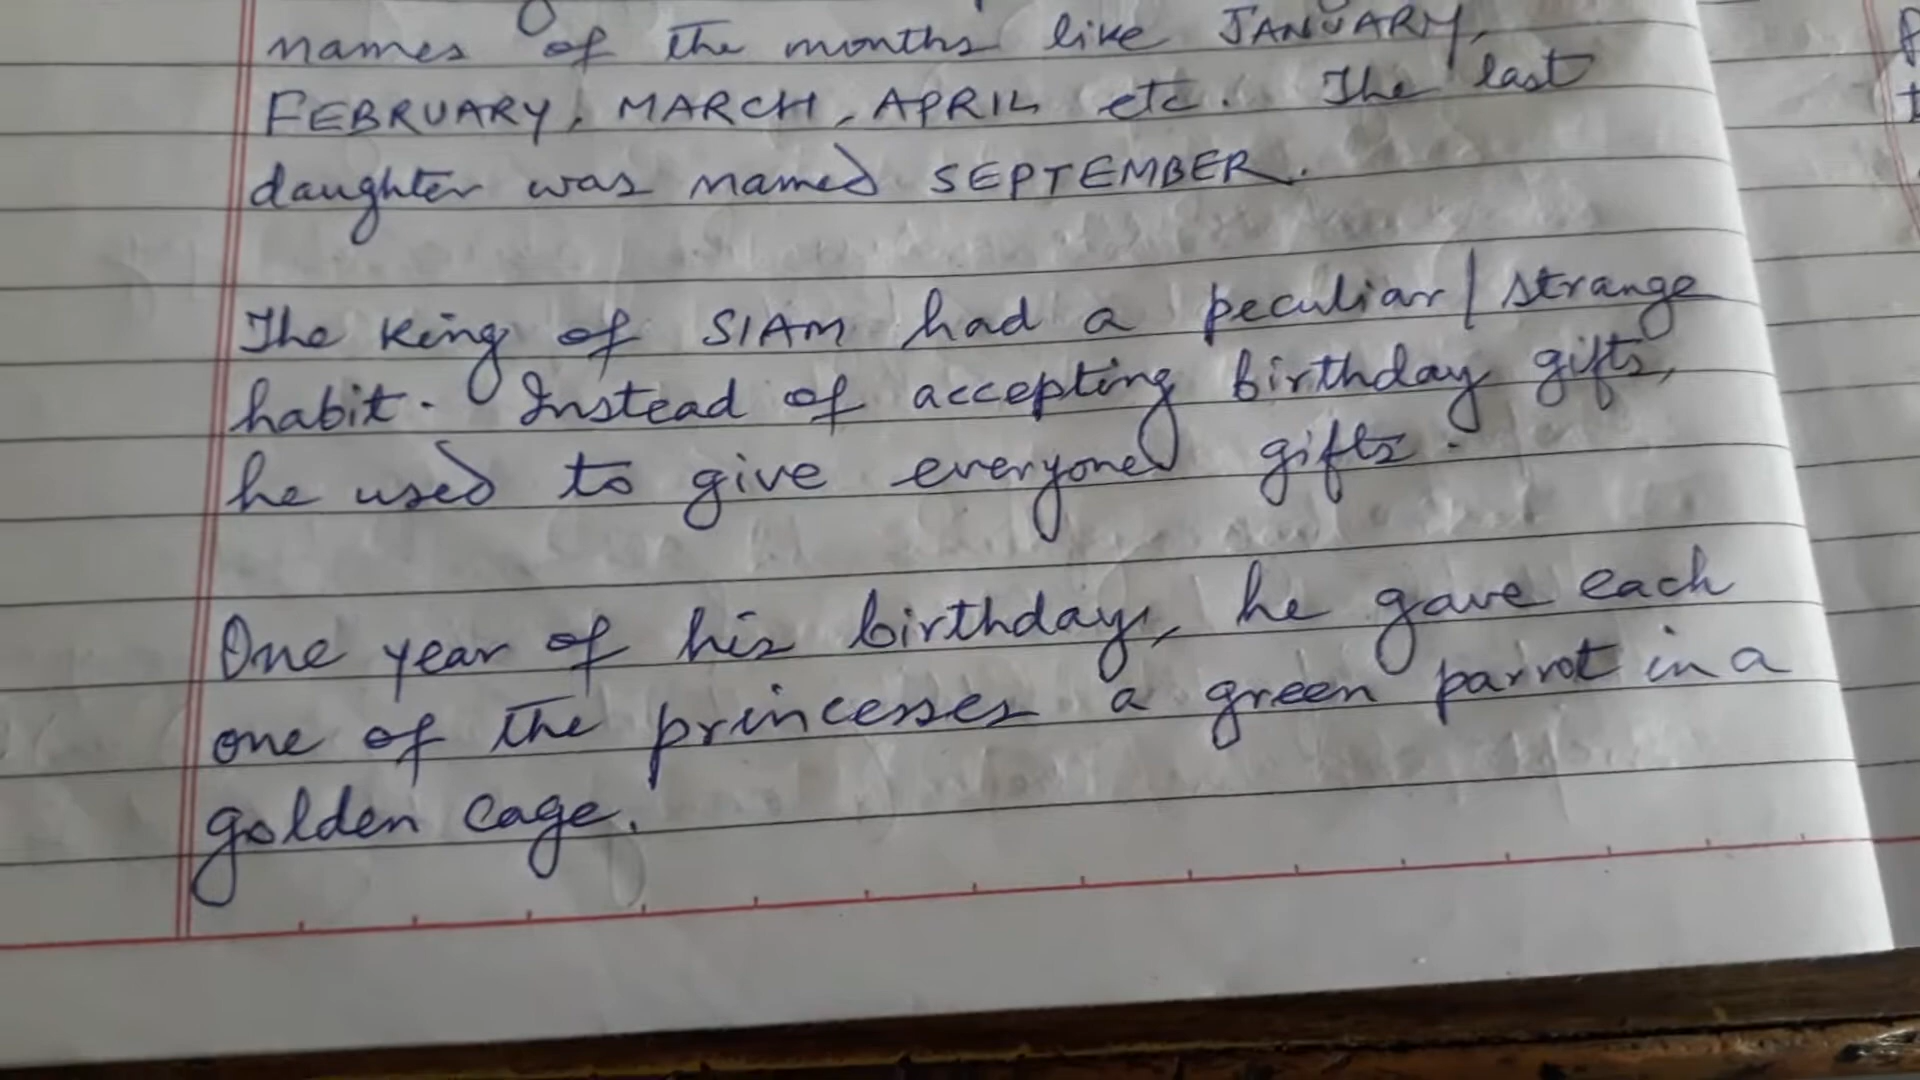 names of the months like JANUARY,
FEBRUARY, MARCH, APRIL etc. The last
daughter was named SEPTEMBER.
The King of SIAM had a peculiar/strange
habit. Instead of accepting birthday gifts,
he used to give everyone gifts.
One year of his birthday, he gave each
one of the princesses a green parrot in a
golden cage.